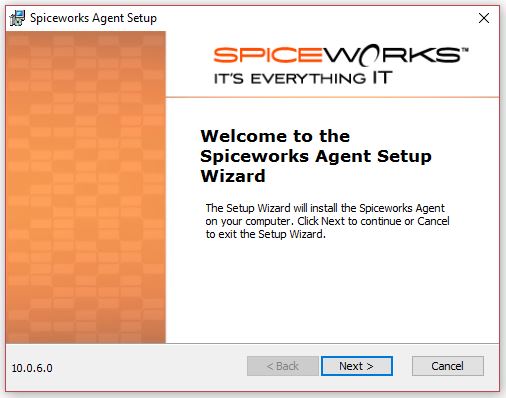 Spiceworks Agent Setup
SPICEWORKS™
IT'S EVERYTHING IT
Welcome to the
Spiceworks Agent Setup
Wizard
The Setup Wizard will install the Spiceworks Agent
on your computer. Click Next to continue or Cancel
to exit the Setup Wizard.
10.0.6.0
< Back
Next >
Cancel